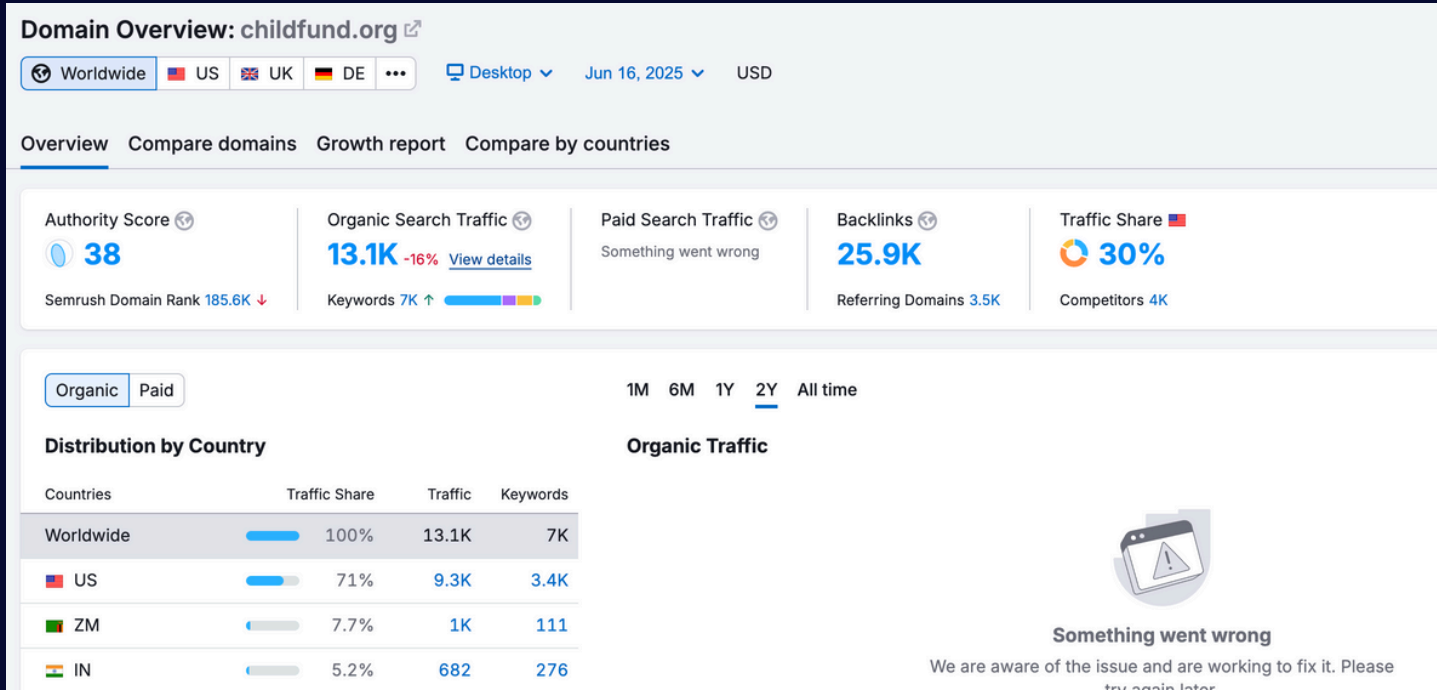 Domain Overview: childfund.org
Worldwide US UK DE •••
Desktop Jun 16, 2025 USD
Overview Compare domains Growth report Compare by countries
Authority Score Organic Search Traffic Paid Search Traffic Backlinks Traffic Share
38 13.1K -16% View details Something went wrong 25.9K 30%
Semrush Domain Rank 185.6K ↓ Keywords 7K ↑ Referring Domains 3.5K Competitors 4K
Organic Paid 1M 6M 1Y 2Y All time
Distribution by Country Organic Traffic
Countries Traffic Share Traffic Keywords
Worldwide 100% 13.1K 7K
US 71% 9.3K 3.4K
ZM 7.7% 1K 111
IN 5.2% 682 276
Something went wrong
We are aware of the issue and are working to fix it. Please
try again later